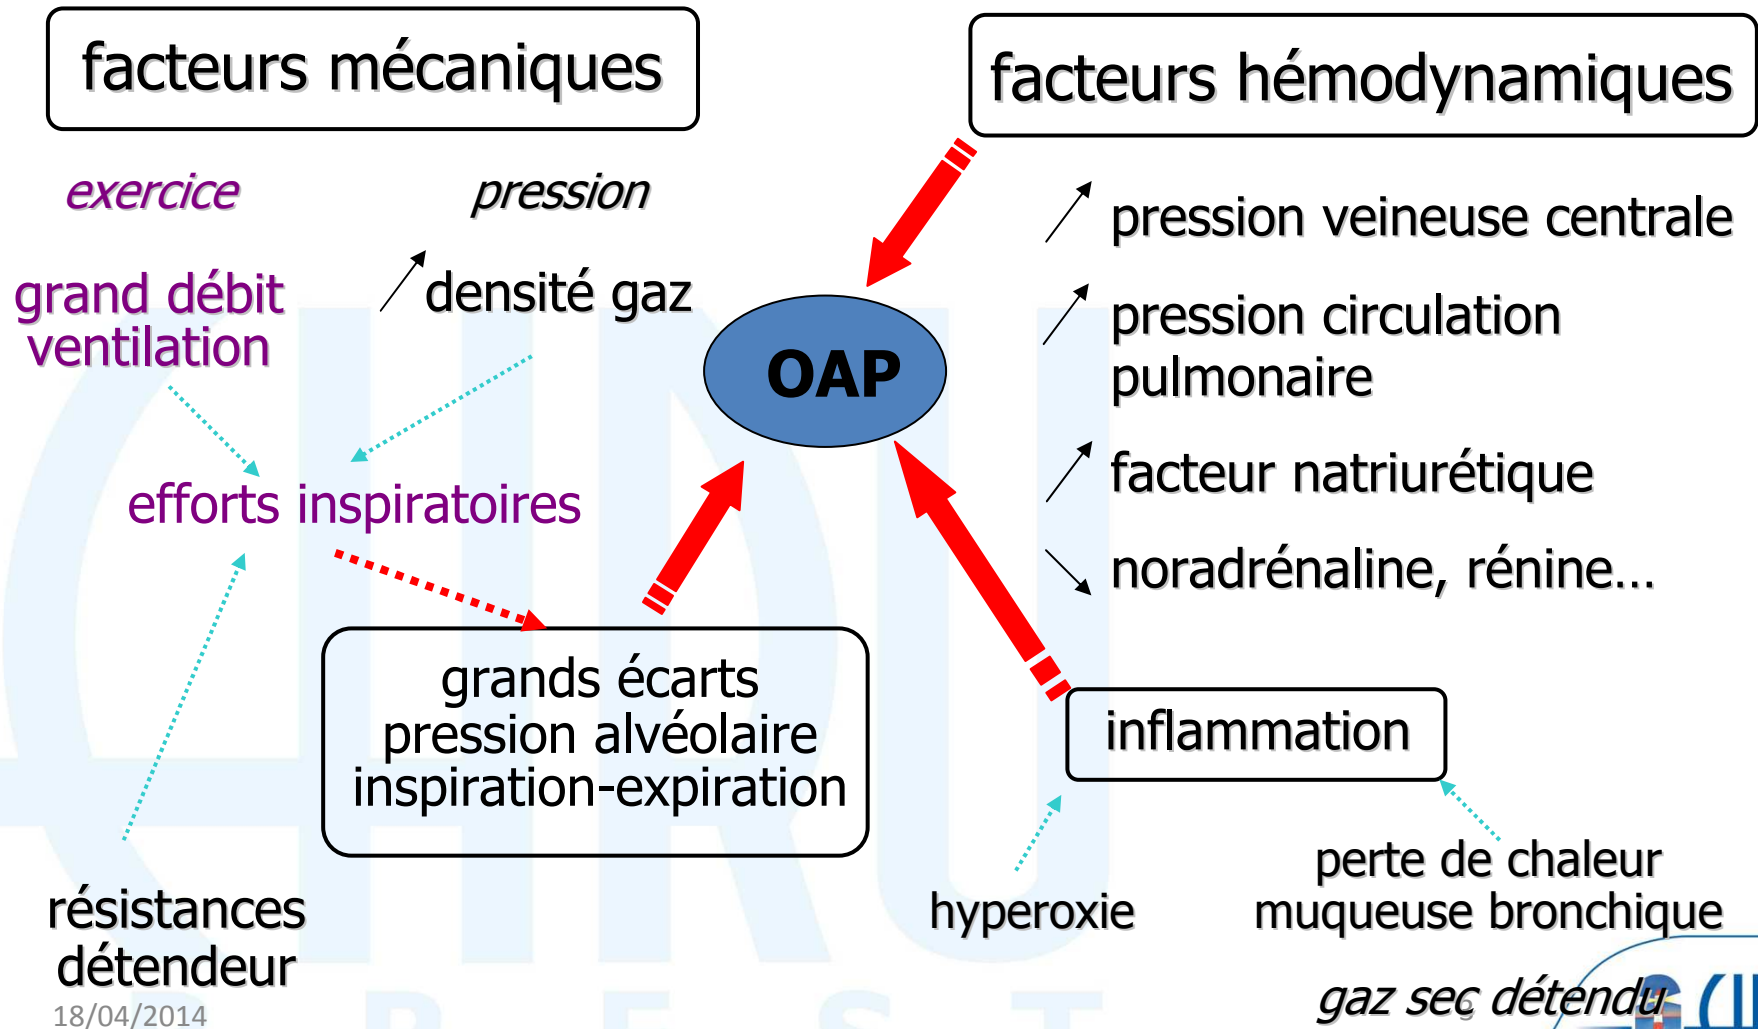 facteurs mécaniques
facteurs hémodynamiques
exercice
pression
grand débit
ventilation
densité gaz
efforts inspiratoires
OAP
pression veineuse centrale
pression circulation
pulmonaire
facteur natriurétique
noradrénaline, rénine…
grands écarts
pression alvéolaire
inspiration-expiration
inflammation
résistances
détendeur
hyperoxie
perte de chaleur
muqueuse bronchique
gaz sec détendu
18/04/2014
CHRU
BREST